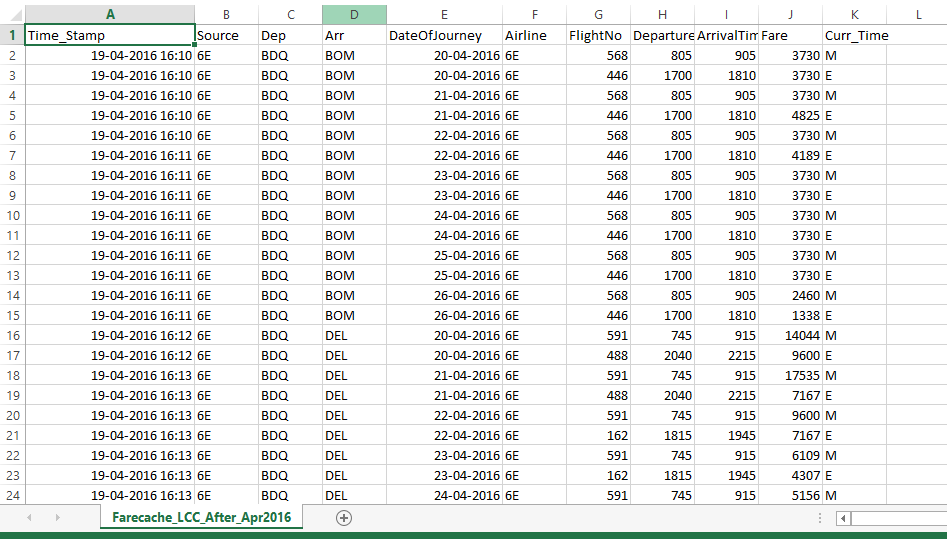 A B C D E F G H I J K L
1 Time_Stamp Source Dep Arr DateOfJourney Airline FlightNo Departure ArrivalTim Fare Curr_Time
2 19-04-2016 16:10 6E BDQ BOM 20-04-2016 6E 568 805 905 3730 M
3 19-04-2016 16:10 6E BDQ BOM 20-04-2016 6E 446 1700 1810 3730 E
4 19-04-2016 16:10 6E BDQ BOM 21-04-2016 6E 568 805 905 3730 M
5 19-04-2016 16:10 6E BDQ BOM 21-04-2016 6E 446 1700 1810 4825 E
6 19-04-2016 16:10 6E BDQ BOM 22-04-2016 6E 568 805 905 3730 M
7 19-04-2016 16:11 6E BDQ BOM 22-04-2016 6E 446 1700 1810 4189 E
8 19-04-2016 16:11 6E BDQ BOM 23-04-2016 6E 568 805 905 3730 M
9 19-04-2016 16:11 6E BDQ BOM 23-04-2016 6E 446 1700 1810 3730 E
10 19-04-2016 16:11 6E BDQ BOM 24-04-2016 6E 568 805 905 3730 M
11 19-04-2016 16:11 6E BDQ BOM 24-04-2016 6E 446 1700 1810 3730 E
12 19-04-2016 16:11 6E BDQ BOM 25-04-2016 6E 568 805 905 3730 M
13 19-04-2016 16:11 6E BDQ BOM 25-04-2016 6E 446 1700 1810 3730 E
14 19-04-2016 16:11 6E BDQ BOM 26-04-2016 6E 568 805 905 2460 M
15 19-04-2016 16:11 6E BDQ BOM 26-04-2016 6E 446 1700 1810 1338 E
16 19-04-2016 16:12 6E BDQ DEL 20-04-2016 6E 591 745 915 14044 M
17 19-04-2016 16:12 6E BDQ DEL 20-04-2016 6E 488 2040 2215 9600 E
18 19-04-2016 16:13 6E BDQ DEL 21-04-2016 6E 591 745 915 17535 M
19 19-04-2016 16:13 6E BDQ DEL 21-04-2016 6E 488 2040 2215 7167 E
20 19-04-2016 16:13 6E BDQ DEL 22-04-2016 6E 591 745 915 9600 M
21 19-04-2016 16:13 6E BDQ DEL 22-04-2016 6E 162 1815 1945 7167 E
22 19-04-2016 16:13 6E BDQ DEL 23-04-2016 6E 591 745 915 6109 M
23 19-04-2016 16:13 6E BDQ DEL 23-04-2016 6E 162 1815 1945 4307 E
24 19-04-2016 16:13 6E BDQ DEL 24-04-2016 6E 591 745 915 5156 M
Farecache_LCC_After_Apr2016